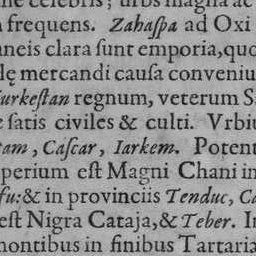 ne celebris; urbs magna ac
frequens. Zahaspa ad Oxi
aneis clara sunt emporia, quo
lę mercandi causa conveniu
urkestan regnum, veterum S
satis civiles & culti. Vrbiu
tam, Cascar, Iarkem. Potent
perium est Magni Chani in
fu: & in provinciis Tenduc, Ca
est Nigra Cataja, & Teber. I
montibus in finibus Tartaria